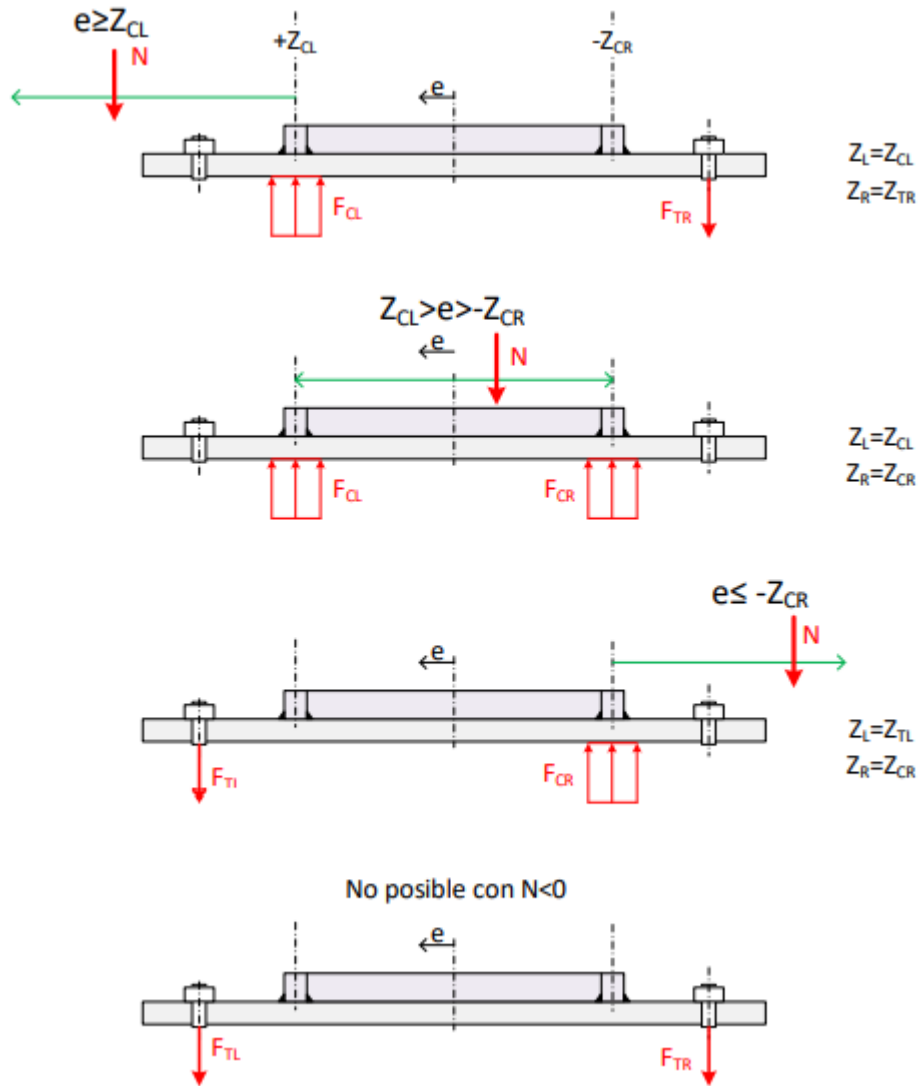 e≥Z_CL
N
+Z_CL
-Z_CR
e
F_CL
F_TR
Z_L=Z_CL
Z_R=Z_TR
Z_CL>e>-Z_CR
e
N
F_CL
F_CR
Z_L=Z_CL
Z_R=Z_CR
e≤ -Z_CR
N
e
F_TI
F_CR
Z_L=Z_TL
Z_R=Z_CR
No posible con N<0
e
F_TL
F_TR